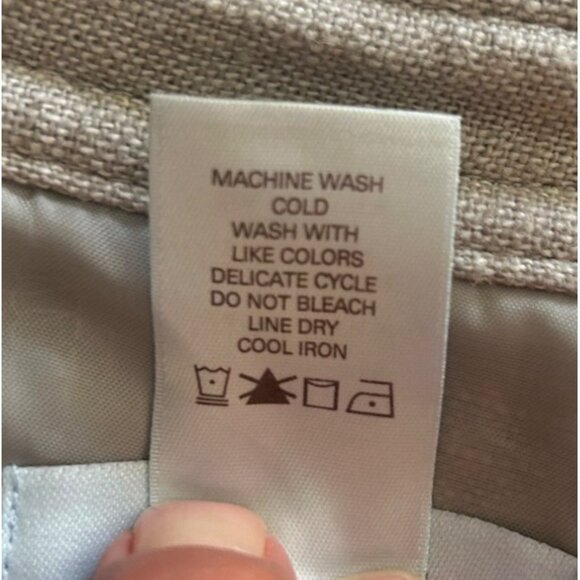 MACHINE WASH
COLD
WASH WITH
LIKE COLORS
DELICATE CYCLE
DO NOT BLEACH
LINE DRY
COOL IRON